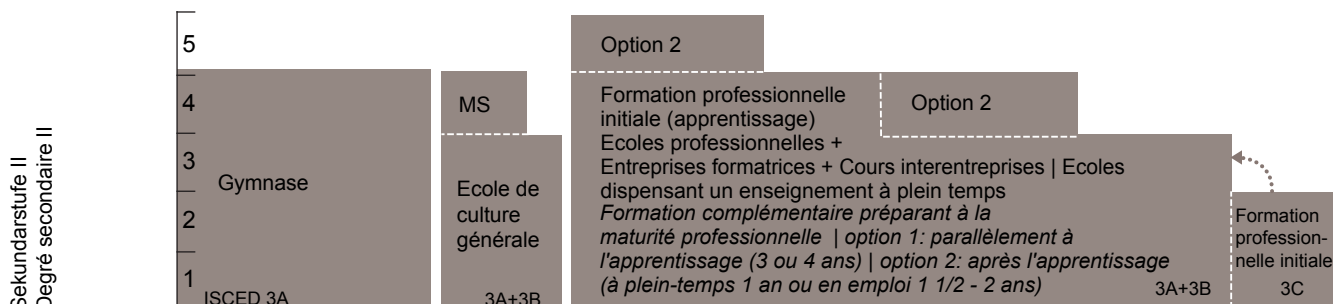 Sekundarstufe II
Degré secondaire II
5
4
3
2
1
Gymnase
ISCED 3A
MS
Ecole de
culture
générale
3A+3B
Option 2
Formation professionnelle
initiale (apprentissage)
Ecoles professionnelles +
Entreprises formatrices + Cours interentreprises | Ecoles
dispensant un enseignement à plein temps
Formation complémentaire préparant à la
maturité professionnelle | option 1: parallèlement à
l'apprentissage (3 ou 4 ans) | option 2: après l'apprentissage
(à plein-temps 1 an ou en emploi 1 1/2 - 2 ans)
3A+3B
Option 2
Formation
profession-
nelle initiale
3C